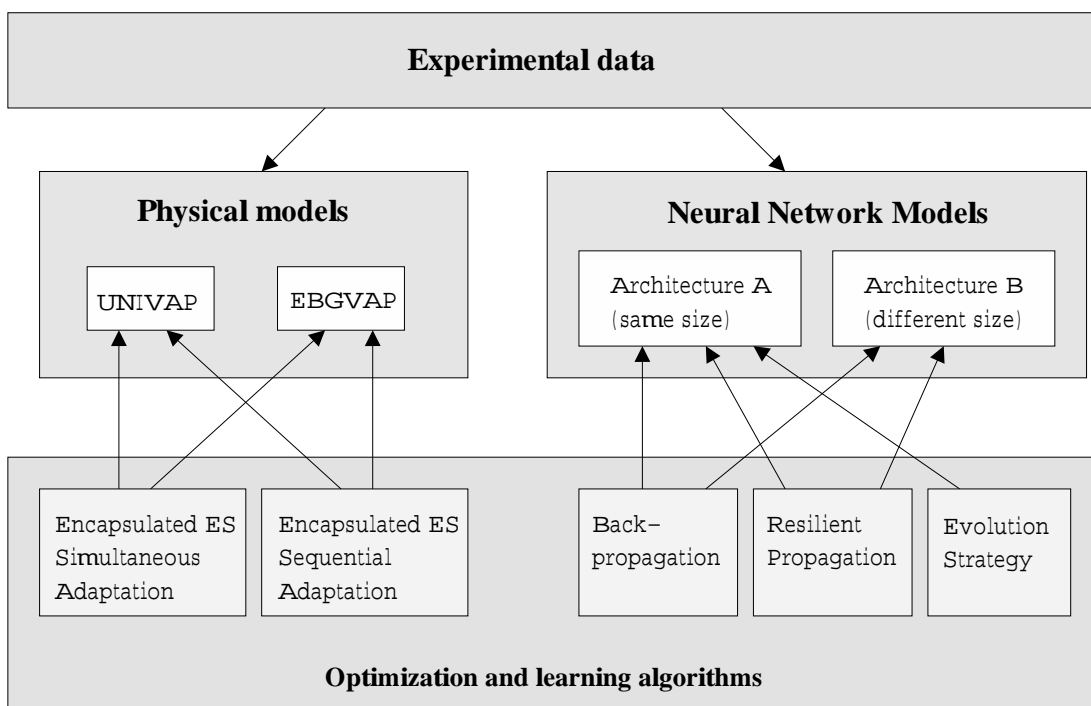 Experimental data
Physical models
UNIVAP
EBGVAP
Neural Network Models
Architecture A
(same size)
Architecture B
(different size)
Encapsulated ES
Simultaneous
Adaptation
Encapsulated ES
Sequential
Adaptation
Back-
propagation
Resilient
Propagation
Evolution
Strategy
Optimization and learning algorithms